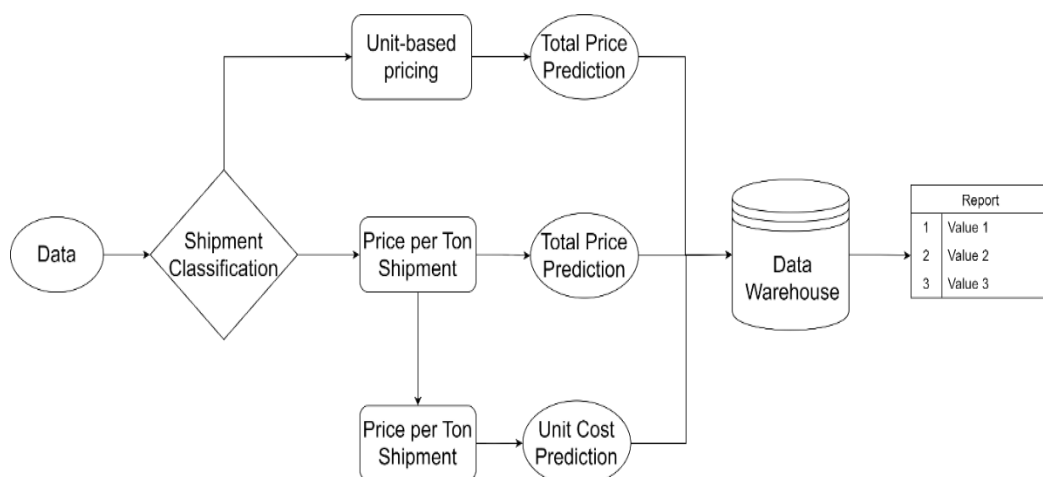 Unit-based
pricing
Total Price
Prediction
Data
Shipment
Classification
Price per Ton
Shipment
Total Price
Prediction
Data
Warehouse
Report
1 Value 1
2 Value 2
3 Value 3
Price per Ton
Shipment
Unit Cost
Prediction